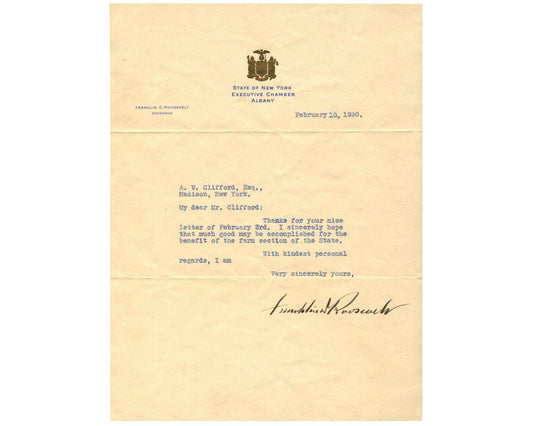 STATE OF NEW YORK
EXECUTIVE CHAMBER
ALBANY
FRANKLIN D. ROOSEVELT
GOVERNOR
February 10, 1930.
A. W. Clifford, Esq.,
Madison, New York.
My dear Mr. Clifford:
Thanks for your nice
letter of February 3rd. I sincerely hope
that much good may be accomplished for the
benefit of the farm section of the State.
With kindest personal
regards, I am
Very sincerely yours,
Franklin D Roosevelt